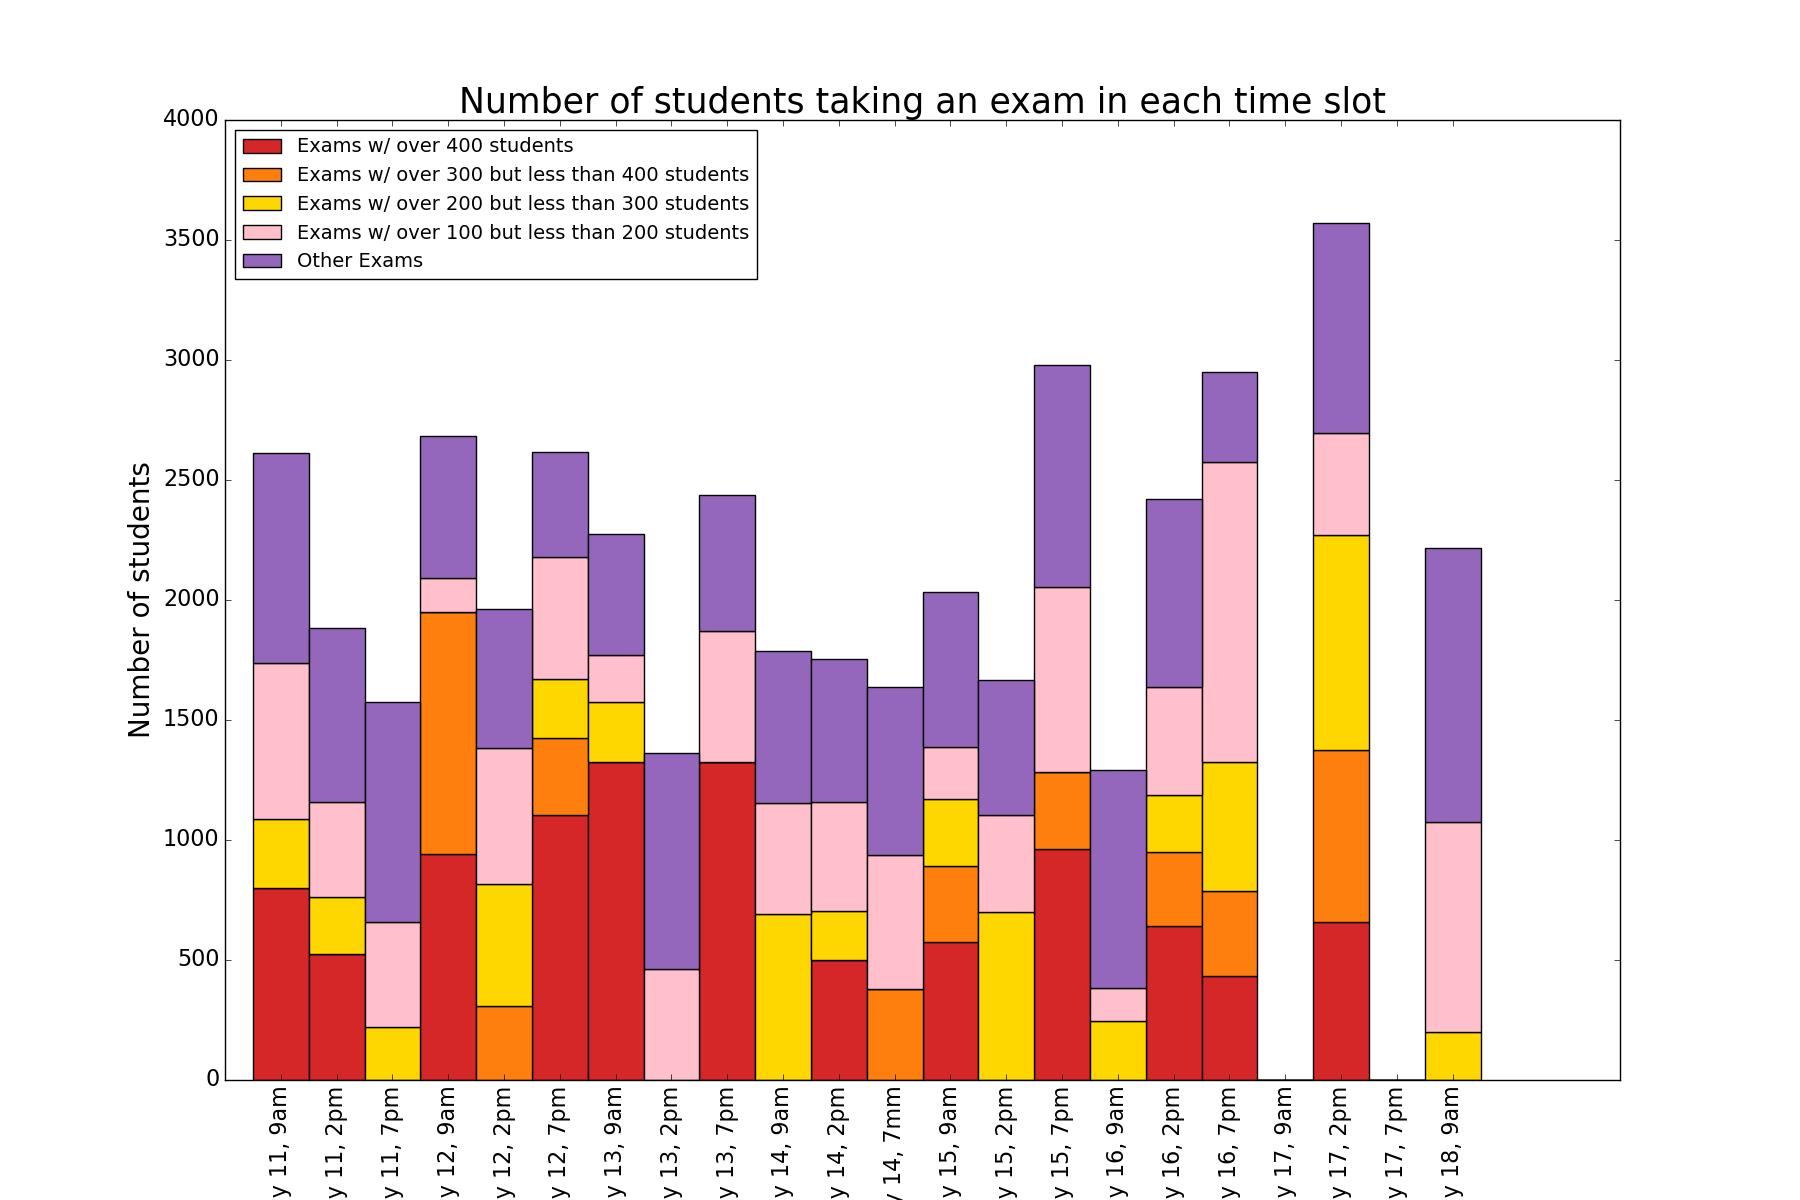 Number of students taking an exam in each time slot
4000
3500
3000
2500
2000
1500
1000
500
0
Number of students
Exams w/ over 400 students
Exams w/ over 300 but less than 400 students
Exams w/ over 200 but less than 300 students
Exams w/ over 100 but less than 200 students
Other Exams
y 11, 9am
y 11, 2pm
y 11, 7pm
y 12, 9am
y 12, 2pm
y 12, 7pm
y 13, 9am
y 13, 2pm
y 13, 7pm
y 14, 9am
y 14, 2pm
y 14, 7mm
y 15, 9am
y 15, 2pm
y 15, 7pm
y 16, 9am
y 16, 2pm
y 16, 7pm
y 17, 9am
y 17, 2pm
y 17, 7pm
y 18, 9am